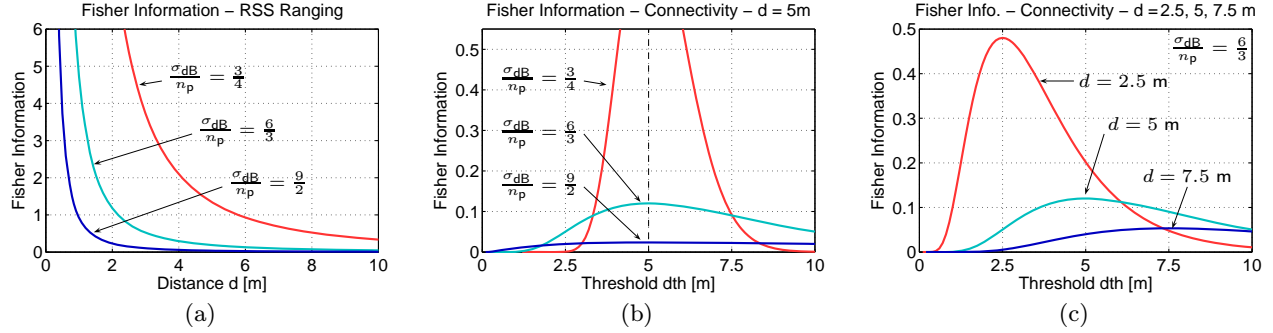 Fisher Information – RSS Ranging
Fisher Information
6
5
4
3
2
1
0
σdB/np = 3/4
σdB/np = 6/3
σdB/np = 9/2
0 2 4 6 8 10
Distance d [m]
(a)
Fisher Information – Connectivity – d = 5m
Fisher Information
0.5
0.4
0.3
0.2
0.1
0
σdB/np = 3/4
σdB/np = 6/3
σdB/np = 9/2
0 2.5 5 7.5 10
Threshold dth [m]
(b)
Fisher Info. – Connectivity – d =2.5, 5, 7.5 m
Fisher Information
0.5
0.4
0.3
0.2
0.1
0
σdB/np = 6/3
d = 2.5 m
d = 5 m
d = 7.5 m
0 2.5 5 7.5 10
Threshold dth [m]
(c)